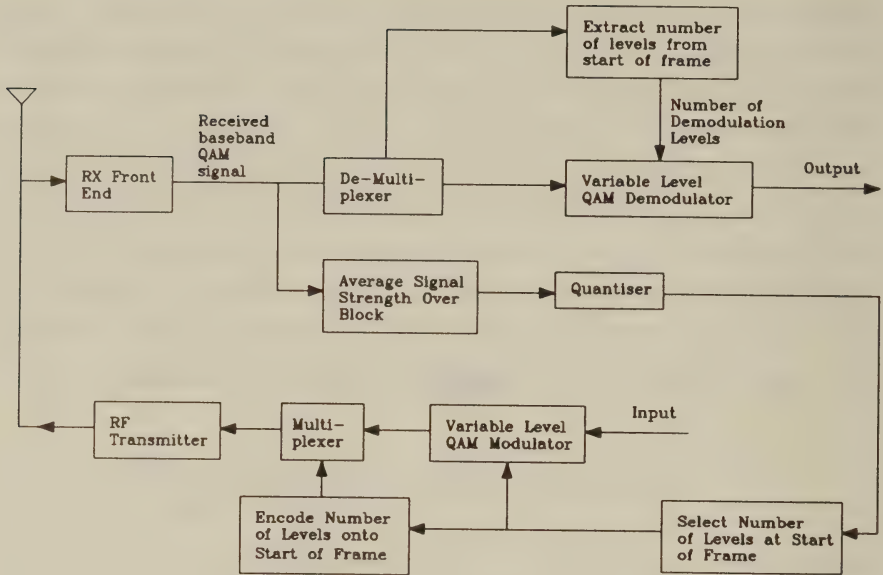 Extract number
of levels from
start of frame
Number of
Demodulation
Levels
Received
baseband
QAM
signal
RX Front
End
De-Multi-
plexer
Variable Level
QAM Demodulator
Output
Average Signal
Strength Over
Block
Quantiser
RF
Transmitter
Multi-
plexer
Variable Level
QAM Modulator
Input
Encode Number
of Levels onto
Start of Frame
Select Number
of Levels at Start
of Frame